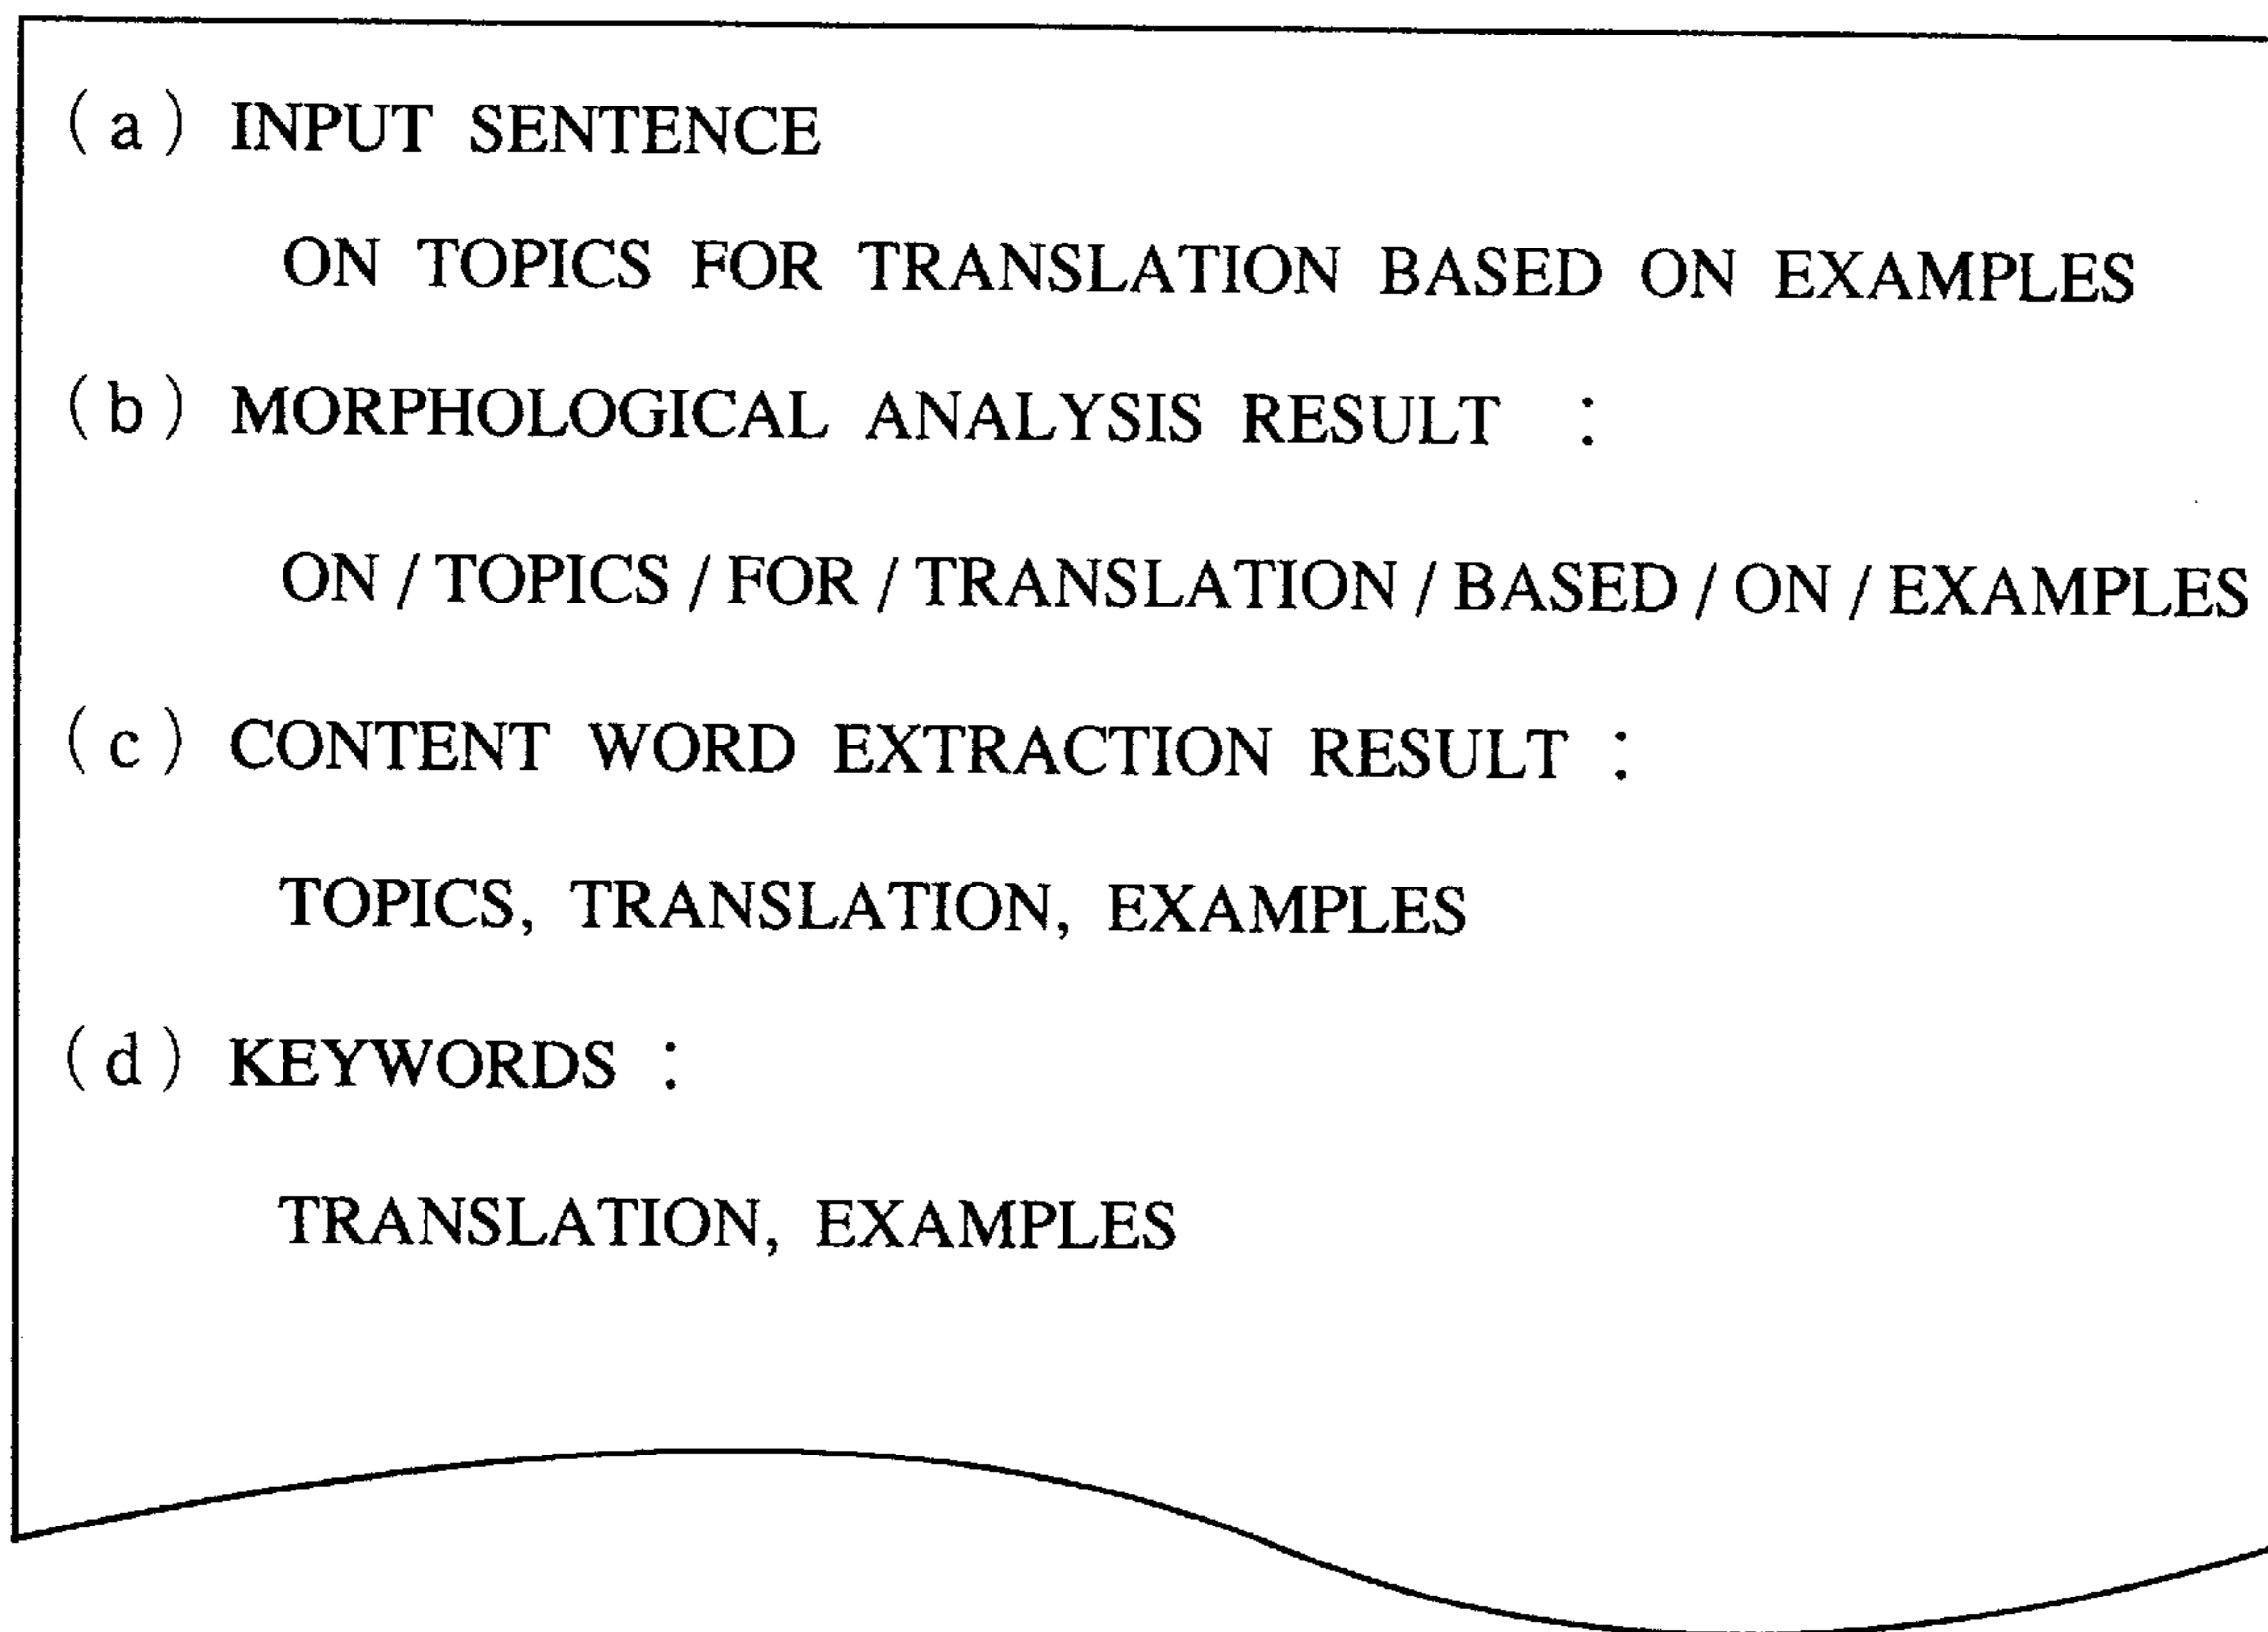 (a) INPUT SENTENCE
ON TOPICS FOR TRANSLATION BASED ON EXAMPLES
(b) MORPHOLOGICAL ANALYSIS RESULT :
ON / TOPICS / FOR / TRANSLATION / BASED / ON / EXAMPLES
(c) CONTENT WORD EXTRACTION RESULT :
TOPICS, TRANSLATION, EXAMPLES
(d) KEYWORDS :
TRANSLATION, EXAMPLES